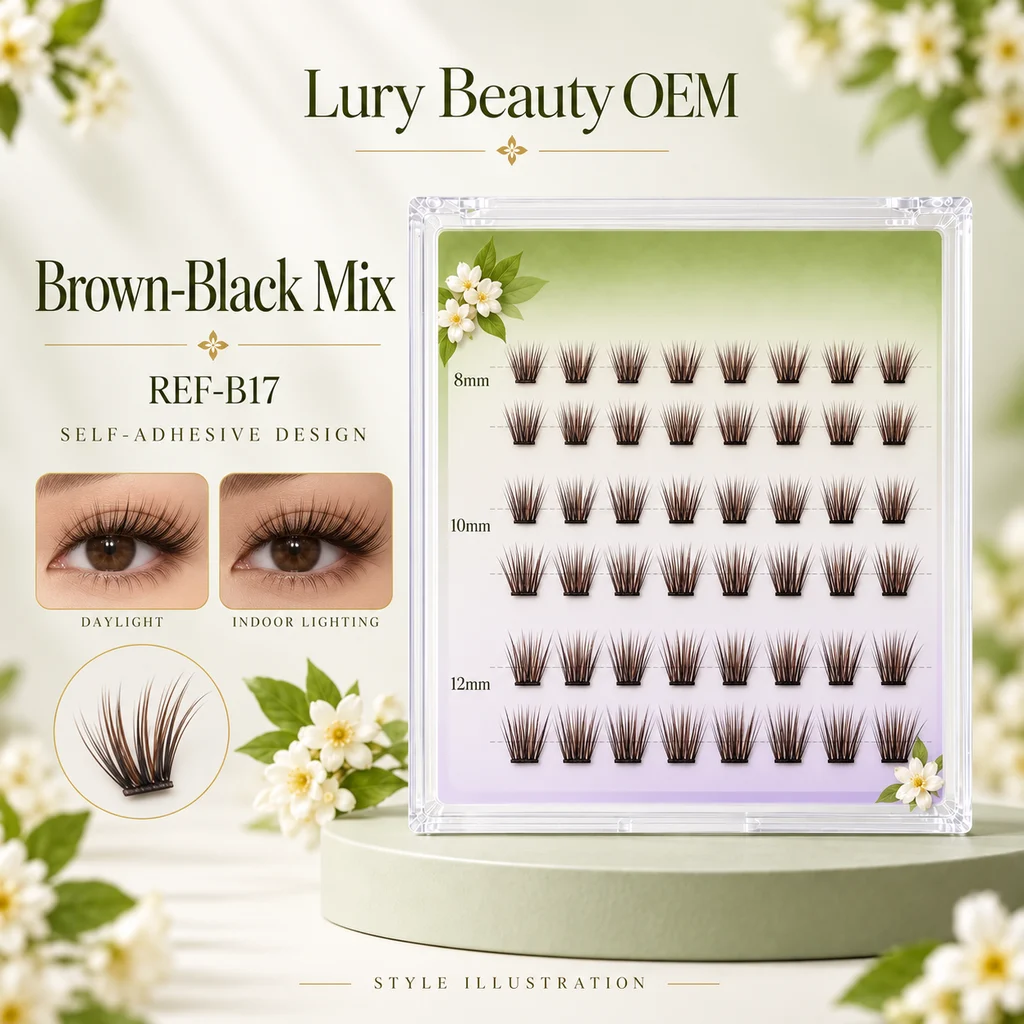 Lury Beauty OEM
Brown-Black Mix
REF-B17
SELF-ADHESIVE DESIGN
DAYLIGHT
INDOOR LIGHTING
8mm
10mm
12mm
STYLE ILLUSTRATION